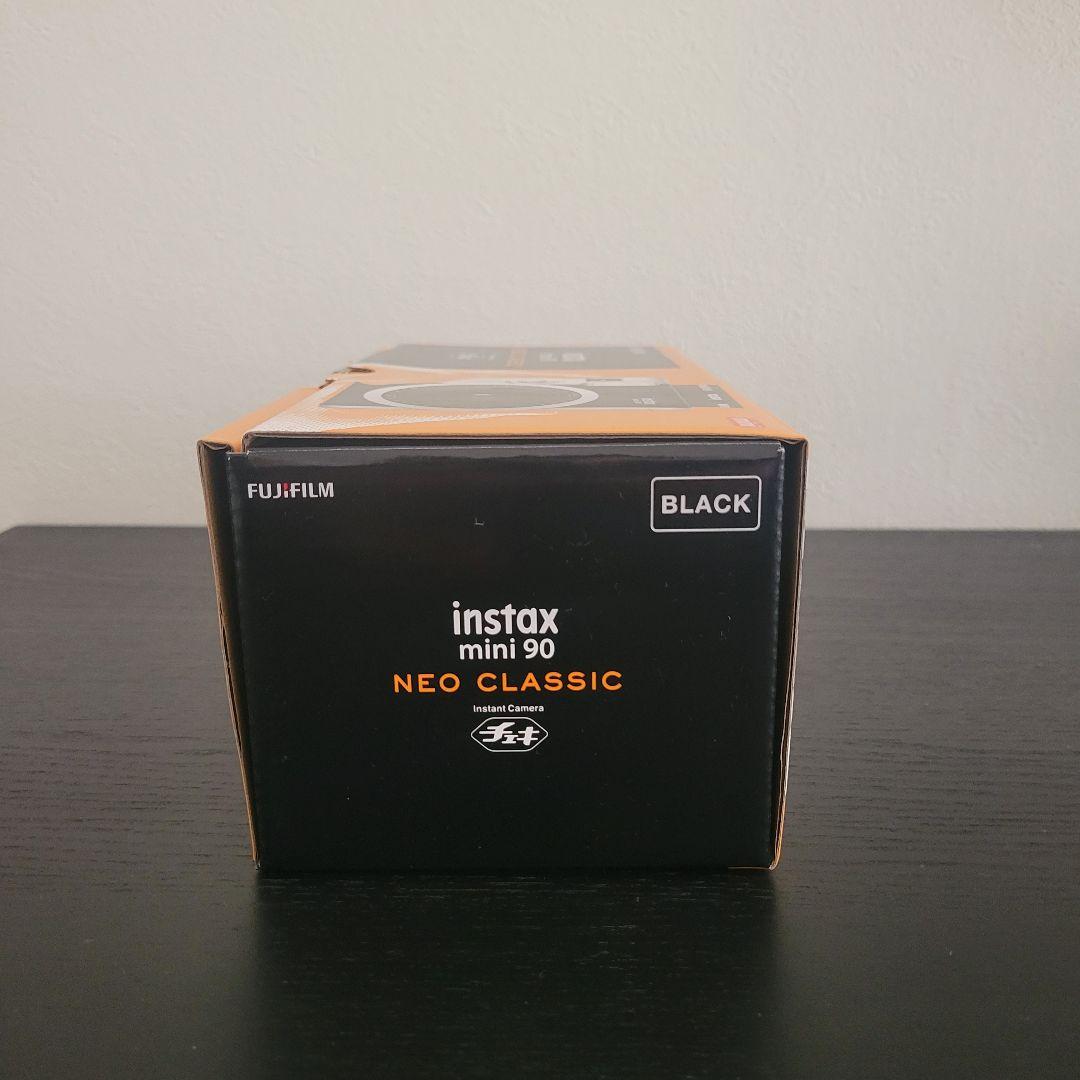 FUJIFILM
BLACK
instax
mini 90
NEO CLASSIC
Instant Camera
チェキ